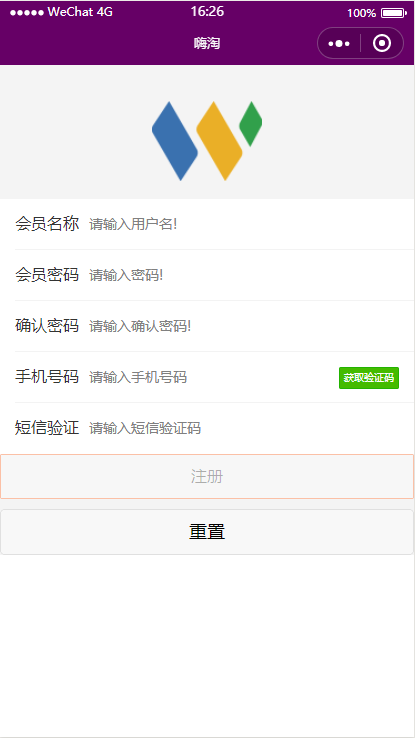 WeChat 4G 16:26 100%
嗨淘
会员名称 请输入用户名!
会员密码 请输入密码!
确认密码 请输入确认密码!
手机号码 请输入手机号码 获取验证码
短信验证 请输入短信验证码
注册
重置